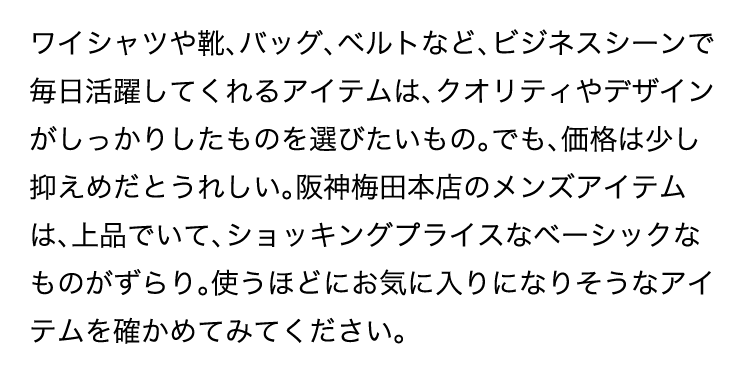 ワイシャツや靴、バッグ、ベルトなど、ビジネスシーンで
毎日活躍してくれるアイテムは、クオリティやデザイン
がしっかりしたものを選びたいもの。でも、価格は少し
抑えめだとうれしい。阪神梅田本店のメンズアイテム
は、上品でいて、ショッキングプライスなベーシックな
ものがずらり。使うほどにお気に入りになりそうなアイ
テムを確かめてみてください。